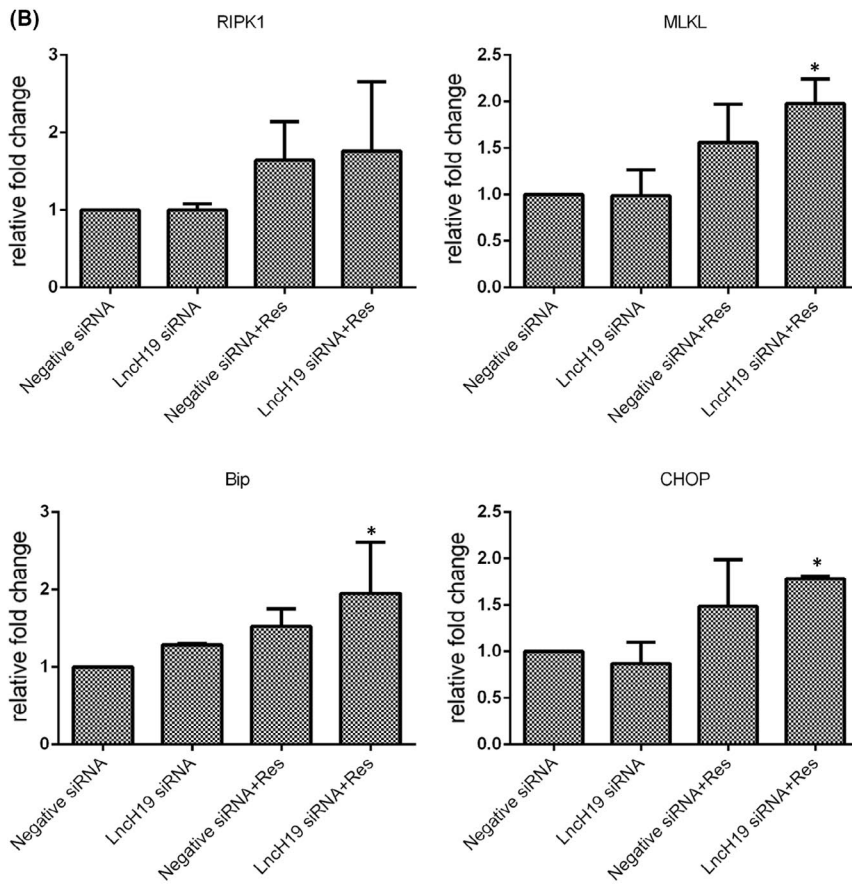 (B)
RIPK1
relative fold change
3
2
1
0
Negative siRNA
LncH19 siRNA
Negative siRNA+Res
LncH19 siRNA+Res
MLKL
relative fold change
2.5
2.0
1.5
1.0
0.5
0.0
*
Negative siRNA
LncH19 siRNA
Negative siRNA+Res
LncH19 siRNA+Res
Bip
relative fold change
3
2
1
0
*
Negative siRNA
LncH19 siRNA
Negative siRNA+Res
LncH19 siRNA+Res
CHOP
relative fold change
2.5
2.0
1.5
1.0
0.5
0.0
*
Negative siRNA
LncH19 siRNA
Negative siRNA+Res
LncH19 siRNA+Res